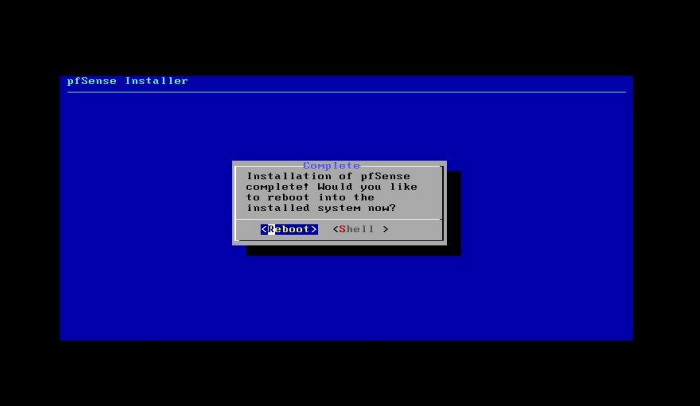 pfSense Installer
Complete
Installation of pfSense
complete! Would you like
to reboot into the
installed system now?
<Reboot> <Shell >